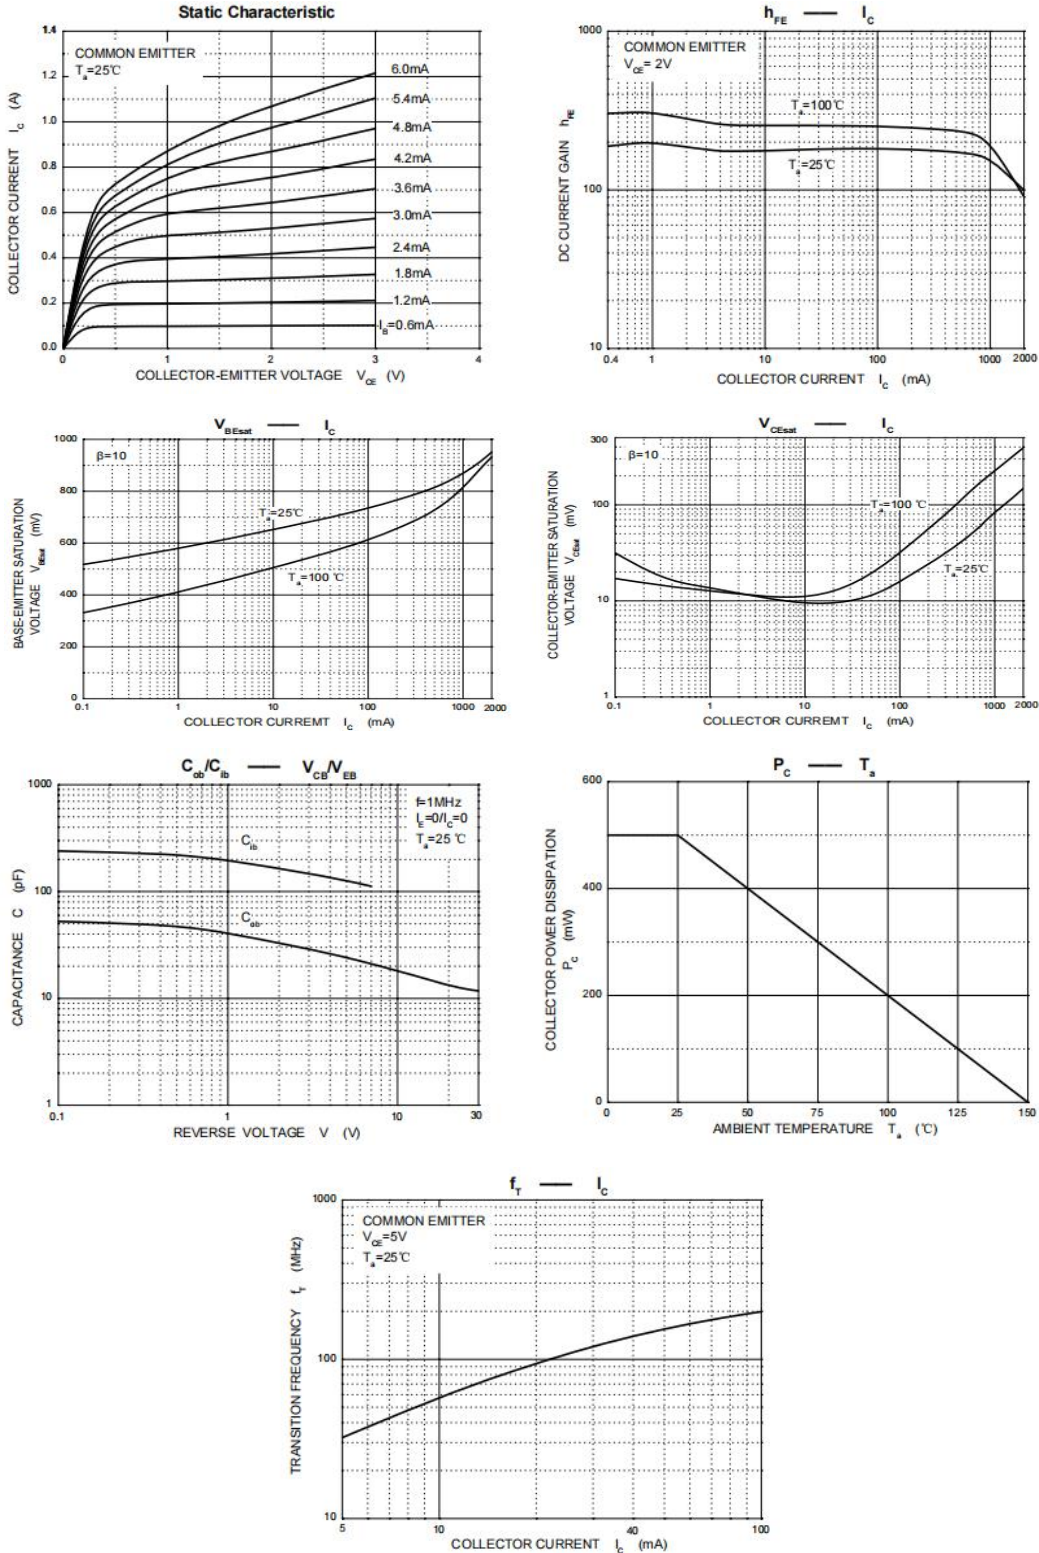 Static Characteristic
COMMON EMITTER
Ta=25℃
6.0mA
5.4mA
4.8mA
4.2mA
3.6mA
3.0mA
2.4mA
1.8mA
1.2mA
IB=0.6mA
COLLECTOR CURRENT IC (A)
1.4
1.2
1.0
0.8
0.6
0.4
0.2
0.0
0 1 2 3 4
COLLECTOR-EMITTER VOLTAGE VCE (V)
hFE —— IC
COMMON EMITTER
VCE= 2V
Ta=100℃
Ta=25℃
DC CURRENT GAIN hFE
1000
100
10
0.4 1 10 100 1000 2000
COLLECTOR CURRENT IC (mA)
VBEsat —— IC
β=10
Ta=25℃
Ta=100 ℃
BASE-EMITTER SATURATION
VOLTAGE VBEsat (mV)
1000
800
600
400
200
0
0.1 1 10 100 1000 2000
COLLECTOR CURREMT IC (mA)
VCEsat —— IC
β=10
Ta=100 ℃
Ta=25℃
COLLECTOR-EMITTER SATURATION
VOLTAGE VCEsat (mV)
300
100
10
1
0.1 1 10 100 1000 2000
COLLECTOR CURREMT IC (mA)
Cob/Cib —— VCB/VEB
f=1MHz
IE=0/IC=0
Ta=25 ℃
Cib
Cob
CAPACITANCE C (pF)
1000
100
10
1
0.1 1 10 30
REVERSE VOLTAGE V (V)
PC —— Ta
COLLECTOR POWER DISSIPATION
PC (mW)
600
400
200
0
0 25 50 75 100 125 150
AMBIENT TEMPERATURE Ta (℃)
fT —— IC
COMMON EMITTER
VCE=5V
Ta=25℃
TRANSITION FREQUENCY fT (MHz)
1000
100
10
5 10 40 100
COLLECTOR CURRENT IC (mA)